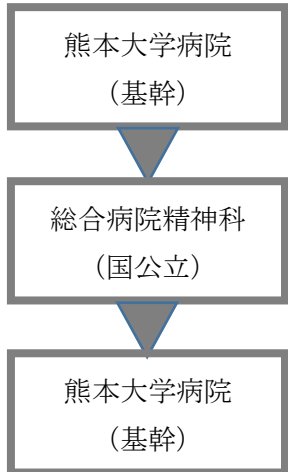 熊本大学病院
（基幹）
総合病院精神科
（国公立）
熊本大学病院
（基幹）